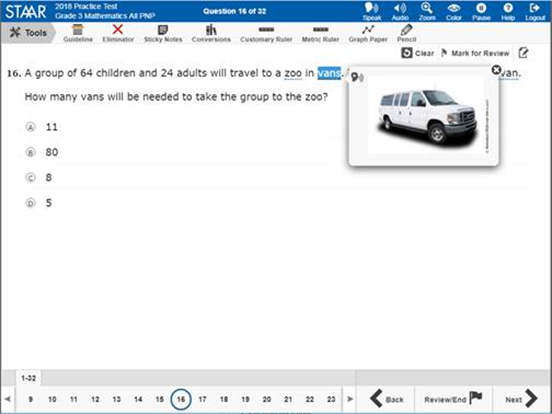 STAAR
2018 Practice Test
Grade 3 Mathematics All PNP
Question 16 of 32
Speak Audio Zoom Color Pause Help Logout
Tools
Guideline Eliminator Sticky Notes Conversions Customary Ruler Metric Ruler Graph Paper Pencil
Clear Mark for Review
16. A group of 64 children and 24 adults will travel to a zoo in vans. van.
How many vans will be needed to take the group to the zoo?
A 11
B 80
C 8
D 5
1-32
9 10 11 12 13 14 15 16 17 18 19 20 21 22 23
Back Review/End Next